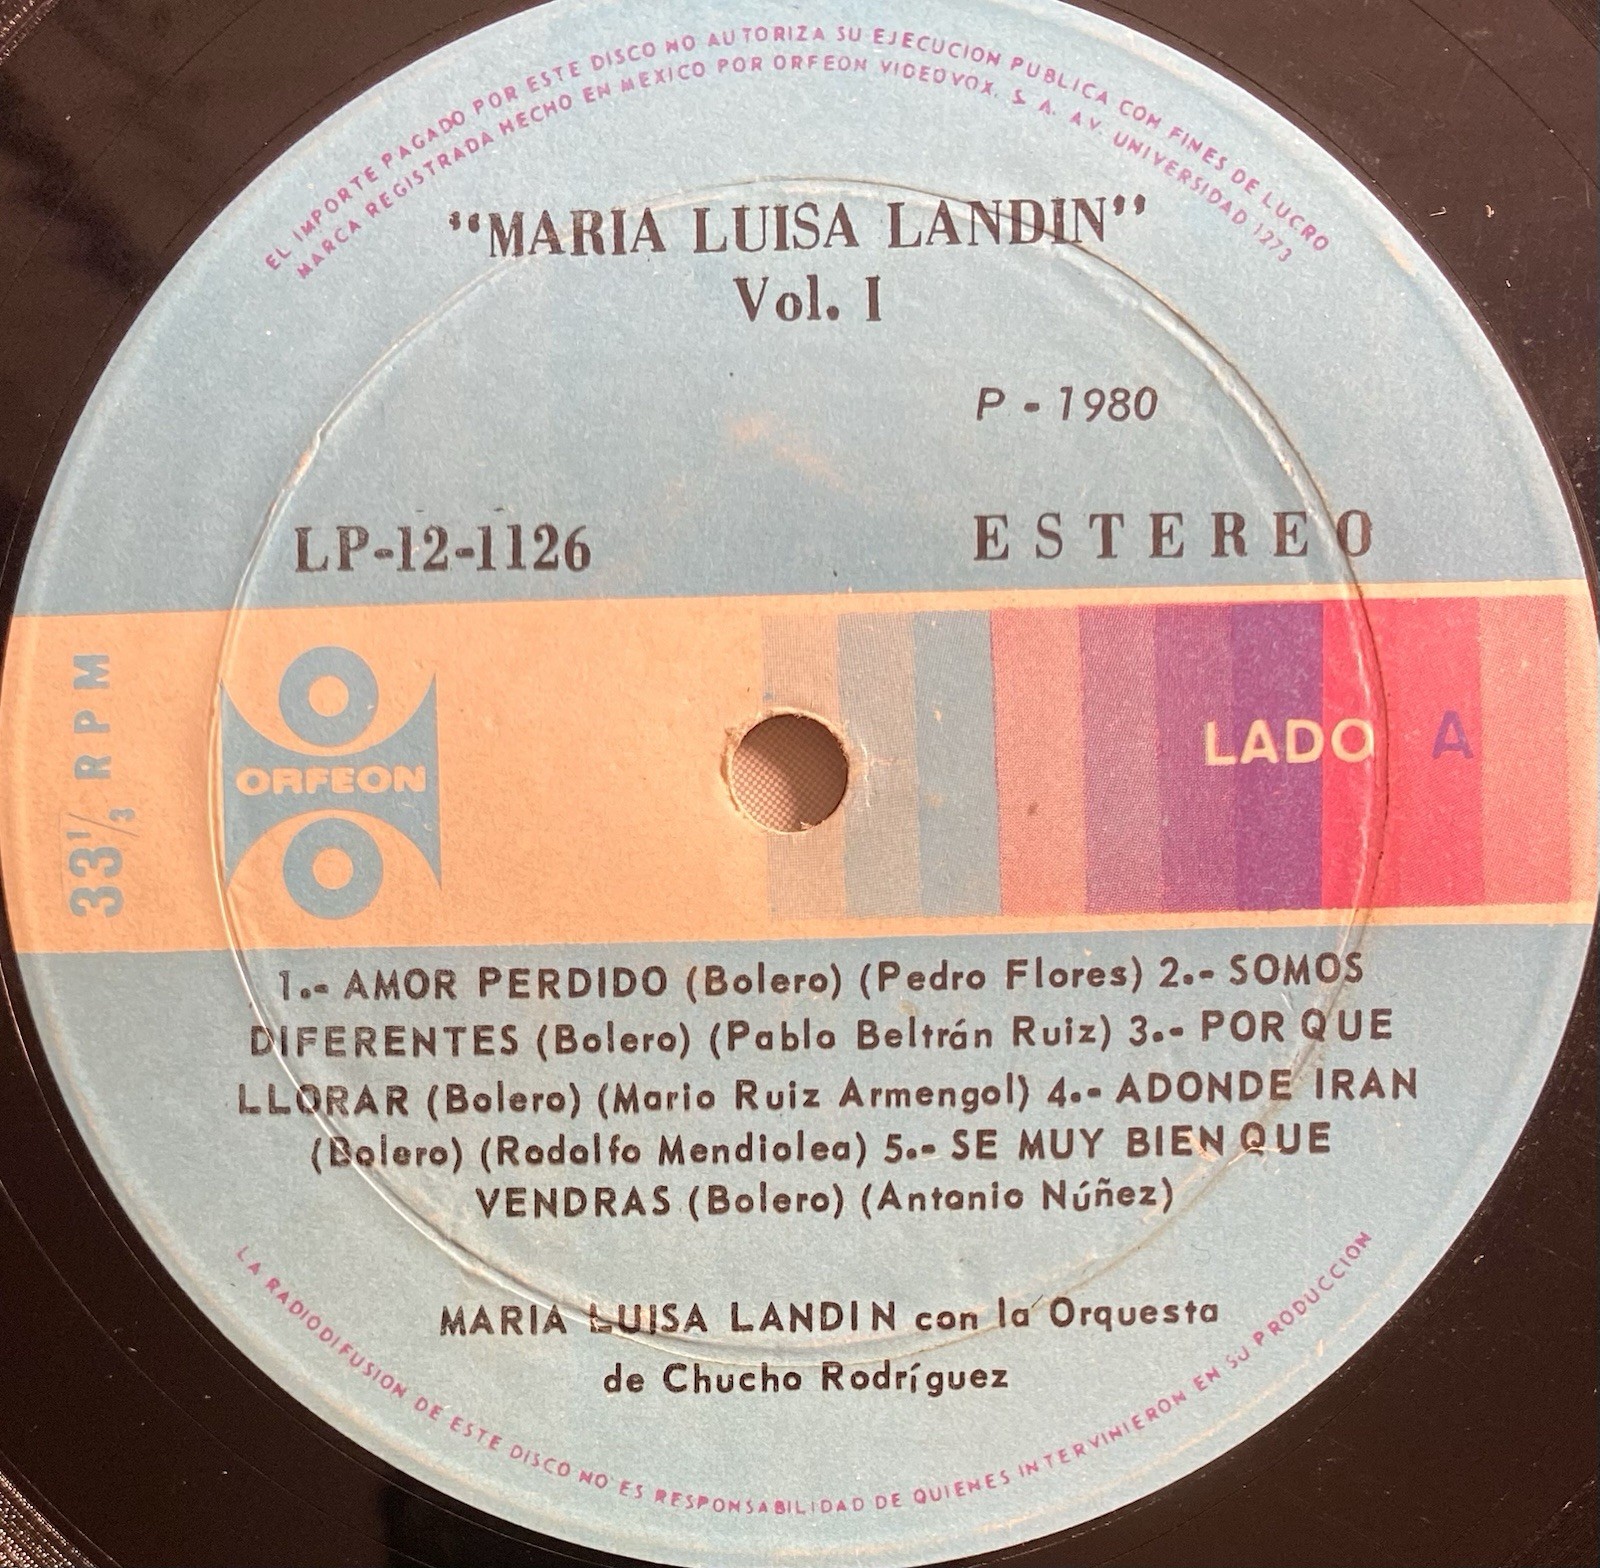 EL IMPORTE PAGADO POR ESTE DISCO NO AUTORIZA SU EJECUCION PUBLICA CON FINES DE LUCRO
MARCA REGISTRADA HECHO EN MEXICO POR ORFEON VIDEOVOX, S. A. AV. UNIVERSIDAD 1273
"MARIA LUISA LANDIN"
Vol. I
P - 1980
LP-12-1126
ESTEREO
33 1/3 RPM
ORFEON
LADO A
1.- AMOR PERDIDO (Bolero) (Pedro Flores) 2.- SOMOS
DIFERENTES (Bolero) (Pablo Beltrán Ruiz) 3.- POR QUE
LLORAR (Bolero) (Mario Ruiz Armengol) 4.- ADONDE IRAN
(Bolero) (Rodolfo Mendiolea) 5.- SE MUY BIEN QUE
VENDRAS (Bolero) (Antonio Núñez)
MARIA LUISA LANDIN con la Orquesta
de Chucho Rodríguez
LA RADIODIFUSION DE ESTE DISCO NO ES RESPONSABILIDAD DE QUIENES INTERVINIERON EN SU PRODUCCION